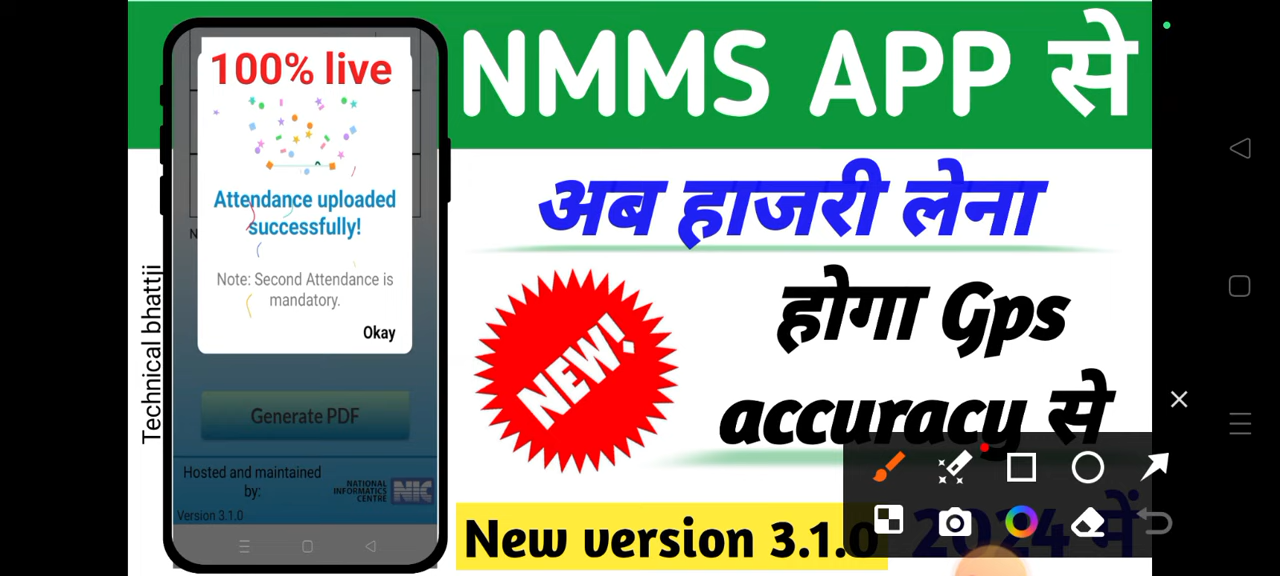 NMMS APP से
100% live
अब हाजरी लेना
Attendance uploaded
successfully!
Note: Second Attendance is
mandatory.
Okay
होगा Gps
NEW!
accuracy से
Technical bhattji
Generate PDF
Hosted and maintained
by:
NATIONAL
INFORMATICS
CENTRE
NIC
Version 3.1.0
New version 3.1.0 2024 में
N